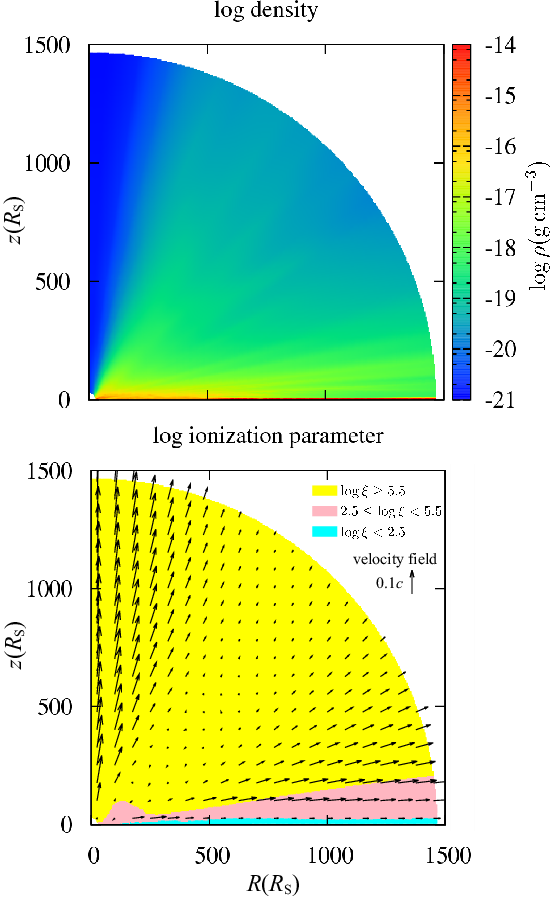 log density
1500
1000
500
0
z(R_S)
-14
-15
-16
-17
-18
-19
-20
-21
log ρ(g cm⁻³)
log ionization parameter
1500
1000
500
0
z(R_S)
log ξ ≥ 5.5
2.5 ≤ log ξ < 5.5
log ξ < 2.5
velocity field
0.1c
0 500 1000 1500
R(R_S)